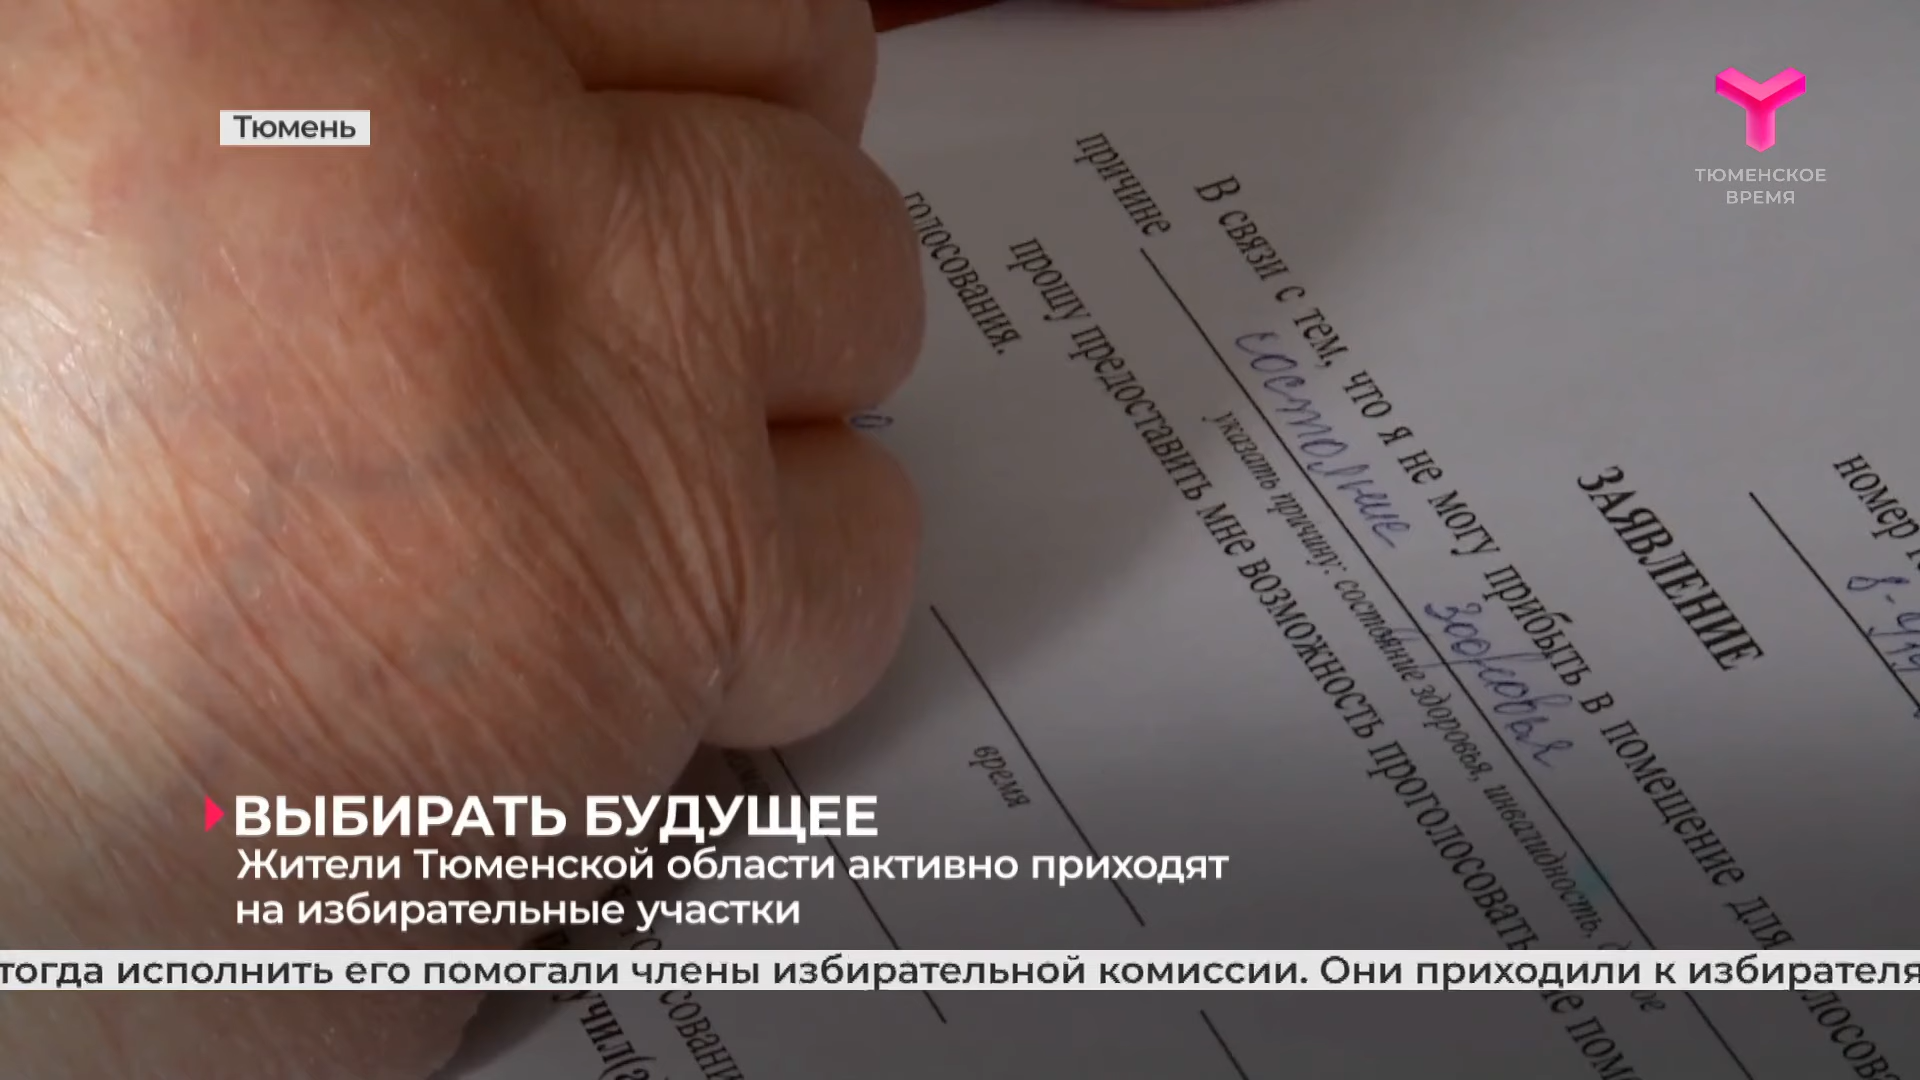 Тюмень
ТЮМЕНСКОЕ
ВРЕМЯ
номер
8-
ЗАЯВЛЕНИЕ
В связи с тем, что я не могу прибыть в помещение для
причине состояние здоровья
указать причину: состояние здоровья, инвалидность,
прошу предоставить мне возможность проголосовать
голосования.
время
ВЫБИРАТЬ БУДУЩЕЕ
Жители Тюменской области активно приходят
на избирательные участки
тогда исполнить его помогали члены избирательной комиссии. Они приходили к избирателя